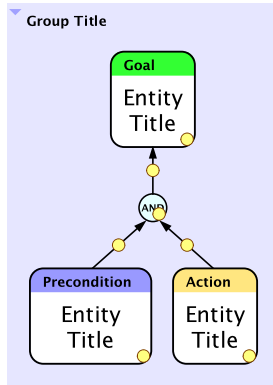 Group Title
Goal
Entity
Title
AND
Precondition
Entity
Title
Action
Entity
Title